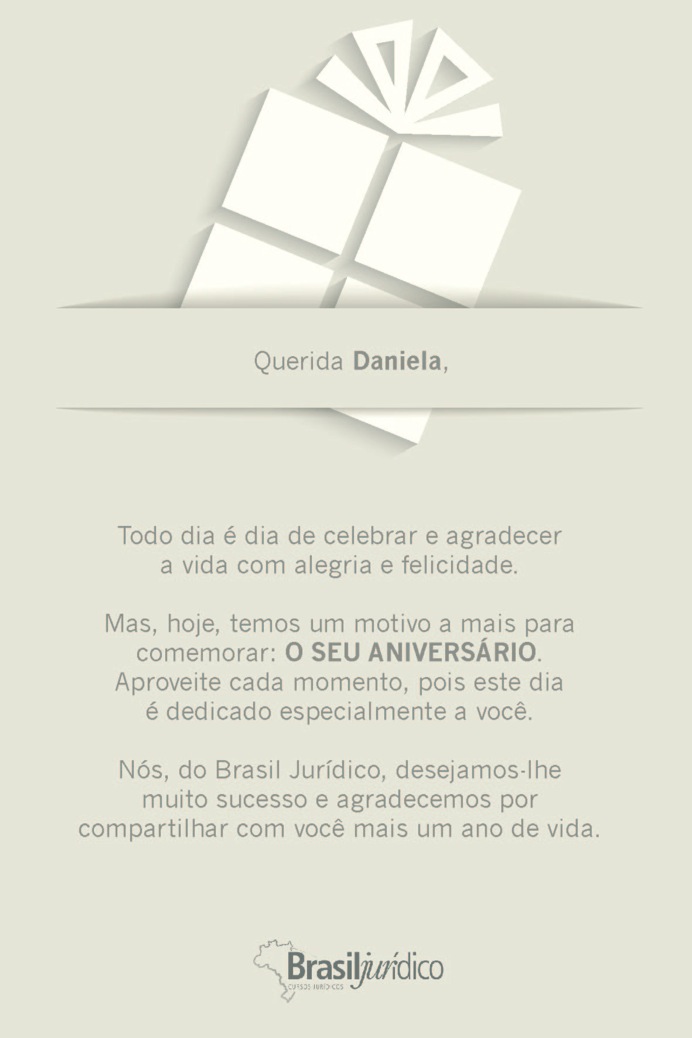 Querida Daniela,
Todo dia é dia de celebrar e agradecer
a vida com alegria e felicidade.
Mas, hoje, temos um motivo a mais para
comemorar: O SEU ANIVERSÁRIO.
Aproveite cada momento, pois este dia
é dedicado especialmente a você.
Nós, do Brasil Jurídico, desejamos-lhe
muito sucesso e agradecemos por
compartilhar com você mais um ano de vida.
Brasiljurídico
CURSOS JURÍDICOS